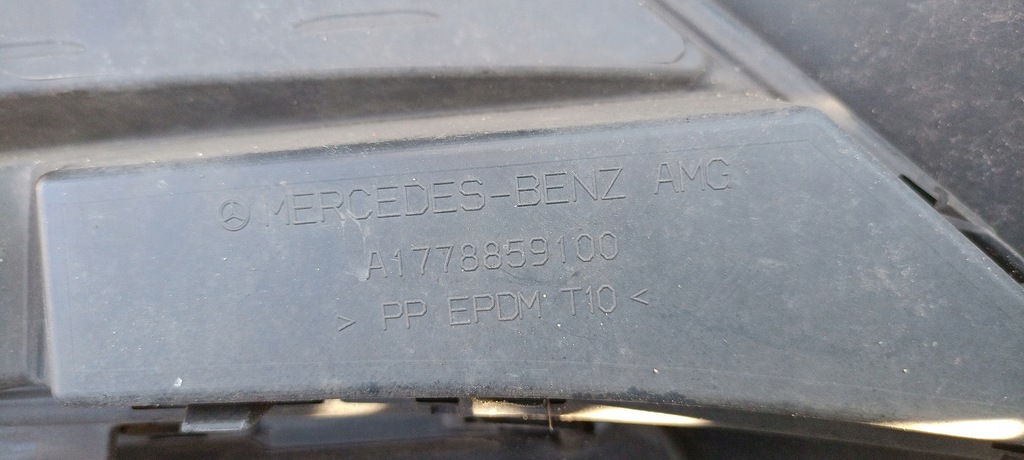 MERCEDES-BENZ AMG
A1778859100
> PP EPDM T10 <